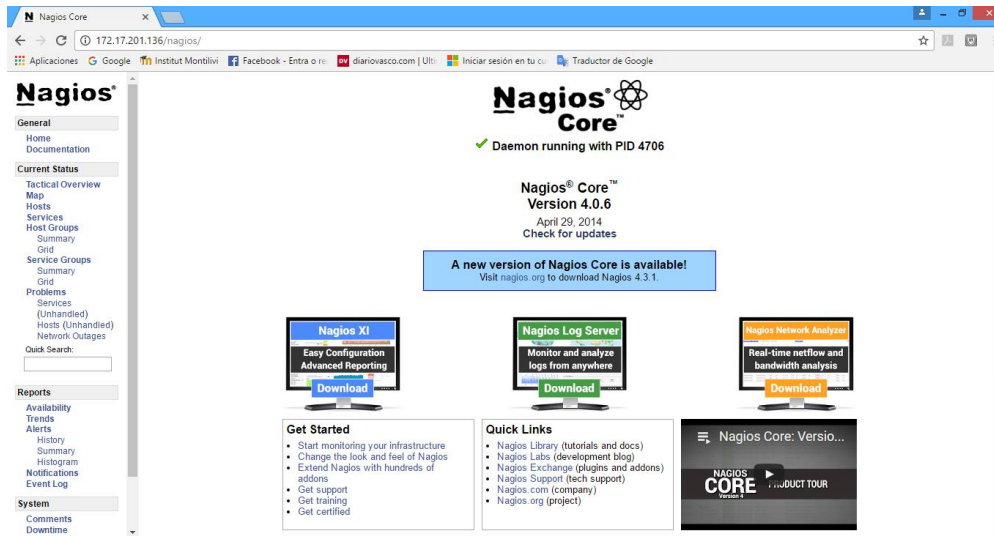 Nagios Core
172.17.201.136/nagios/
Aplicaciones
Google
Institut Montilivi
Facebook - Entra o re
diariovasco.com | Ulti
Iniciar sesión en tu cu
Traductor de Google
Nagios®
General
Home
Documentation
Current Status
Tactical Overview
Map
Hosts
Services
Host Groups
Summary
Grid
Service Groups
Summary
Grid
Problems
Services
(Unhandled)
Hosts (Unhandled)
Network Outages
Quick Search:
Reports
Availability
Trends
Alerts
History
Summary
Histogram
Notifications
Event Log
System
Comments
Downtime
Nagios®
Core™
Daemon running with PID 4706
Nagios® Core™
Version 4.0.6
April 29, 2014
Check for updates
A new version of Nagios Core is available!
Visit nagios.org to download Nagios 4.3.1.
Nagios XI
Easy Configuration
Advanced Reporting
Download
Nagios Log Server
Monitor and analyze
logs from anywhere
Download
Nagios Network Analyzer
Real-time netflow and
bandwidth analysis
Download
Get Started
Start monitoring your infrastructure
Change the look and feel of Nagios
Extend Nagios with hundreds of
addons
Get support
Get training
Get certified
Quick Links
Nagios Library (tutorials and docs)
Nagios Labs (development blog)
Nagios Exchange (plugins and addons)
Nagios Support (tech support)
Nagios.com (company)
Nagios.org (project)
Nagios Core: Versio...
NAGIOS
CORE
Version 4
PRODUCT TOUR